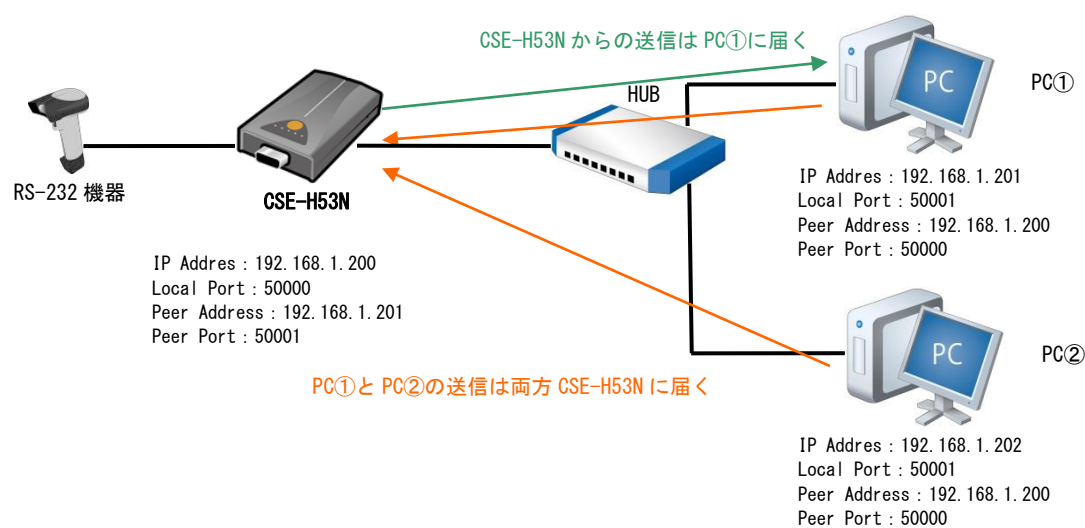 CSE-H53N からの送信は PC①に届く
HUB
PC
PC①
RS-232 機器
CSE-H53N
IP Addres：192.168.1.201
Local Port：50001
Peer Address：192.168.1.200
Peer Port：50000
IP Addres：192.168.1.200
Local Port：50000
Peer Address：192.168.1.201
Peer Port：50001
PC
PC②
PC①と PC②の送信は両方 CSE-H53N に届く
IP Addres：192.168.1.202
Local Port：50001
Peer Address：192.168.1.200
Peer Port：50000